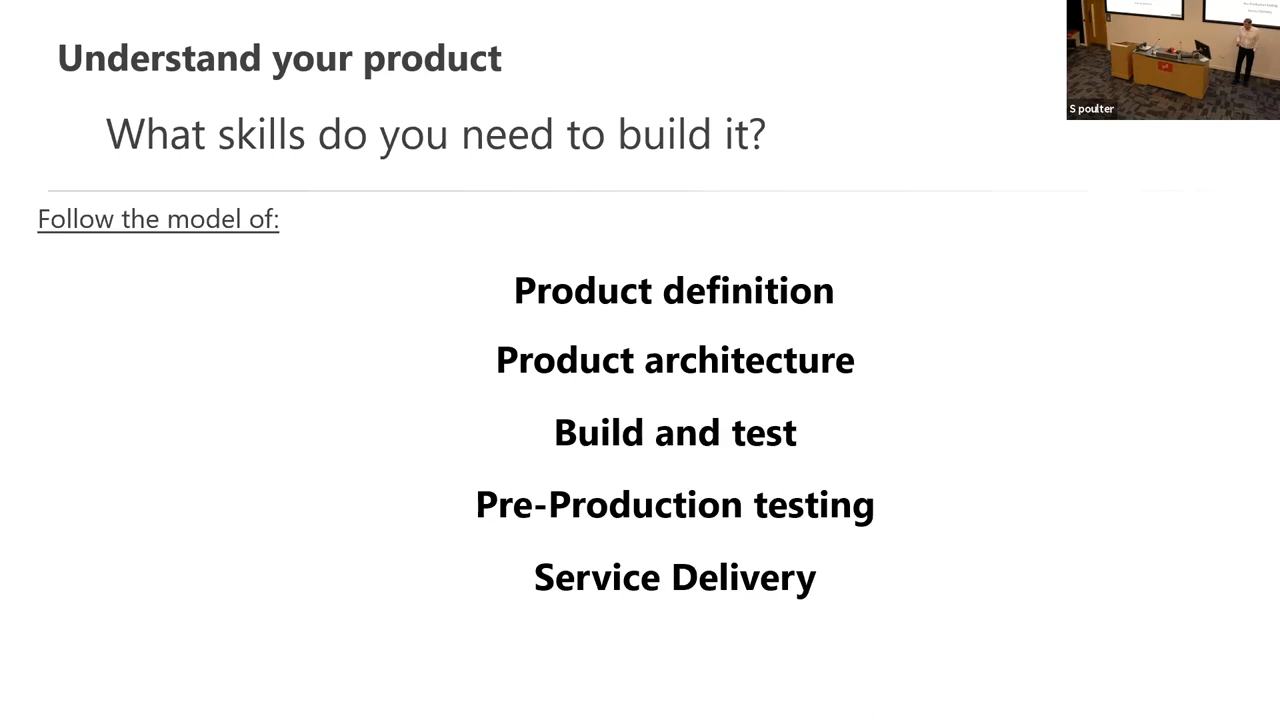 Understand your product
What skills do you need to build it?
S poulter
Follow the model of:
Product definition
Product architecture
Build and test
Pre-Production testing
Service Delivery